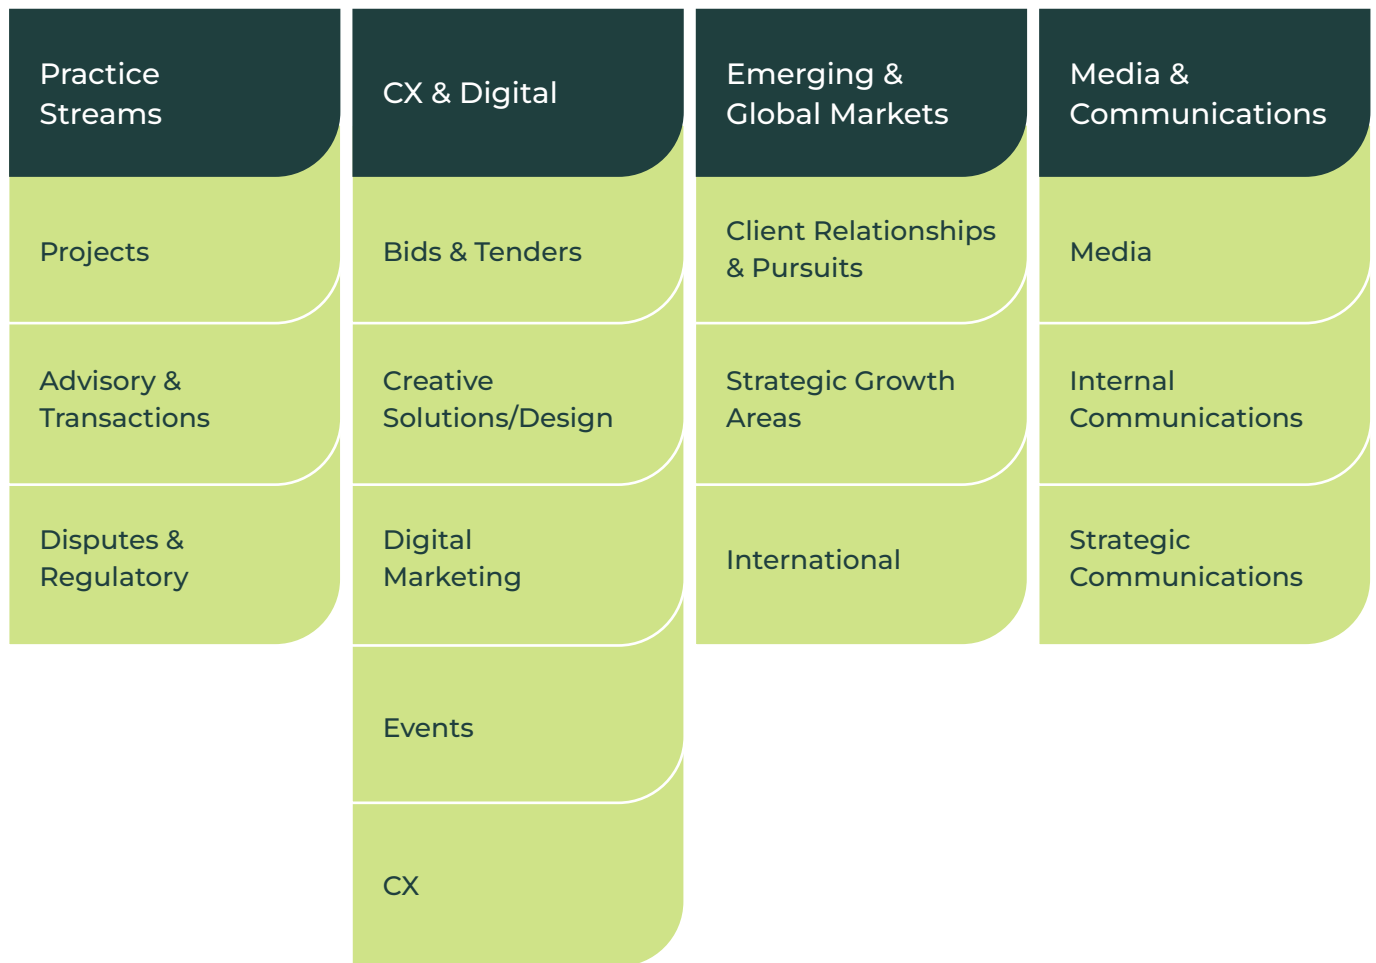 Practice
Streams
Projects
Advisory &
Transactions
Disputes &
Regulatory
CX & Digital
Bids & Tenders
Creative
Solutions/Design
Digital
Marketing
Events
CX
Emerging &
Global Markets
Client Relationships
& Pursuits
Strategic Growth
Areas
International
Media &
Communications
Media
Internal
Communications
Strategic
Communications